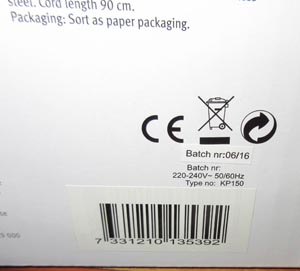 steel. Cord length 90 cm.
Packaging: Sort as paper packaging.
CE
Batch nr:06/16
Batch nr:
220-240V~ 50/60Hz
Type no: KP150
7 331210 135392